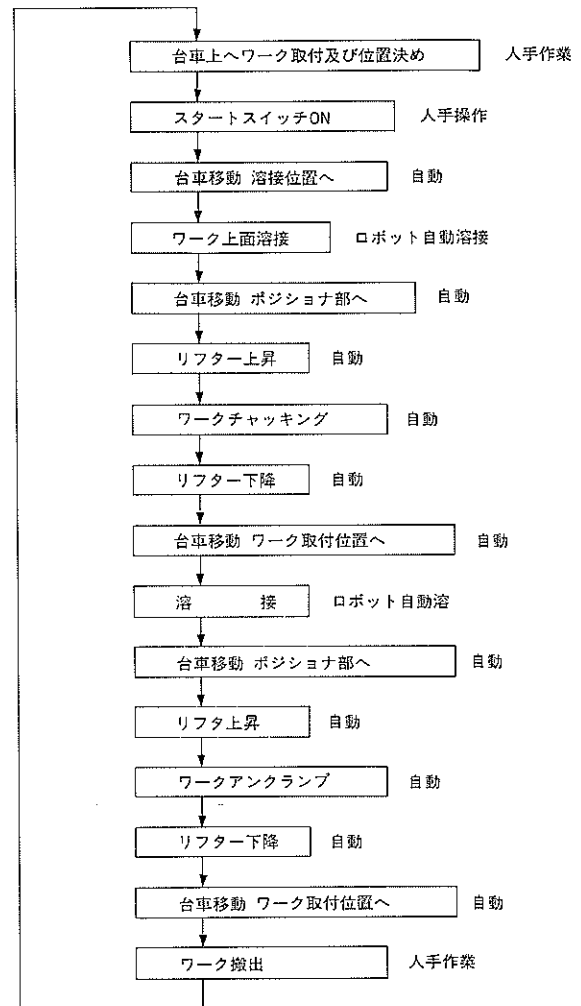 台車上へワーク取付及び位置決め 人手作業
スタートスイッチON 人手操作
台車移動 溶接位置へ 自動
ワーク上面溶接 ロボット自動溶接
台車移動 ポジショナ部へ 自動
リフター上昇 自動
ワークチャッキング 自動
リフター下降 自動
台車移動 ワーク取付位置へ 自動
溶 接 ロボット自動溶
台車移動 ポジショナ部へ 自動
リフタ上昇 自動
ワークアンクランプ 自動
リフター下降 自動
台車移動 ワーク取付位置へ 自動
ワーク搬出 人手作業